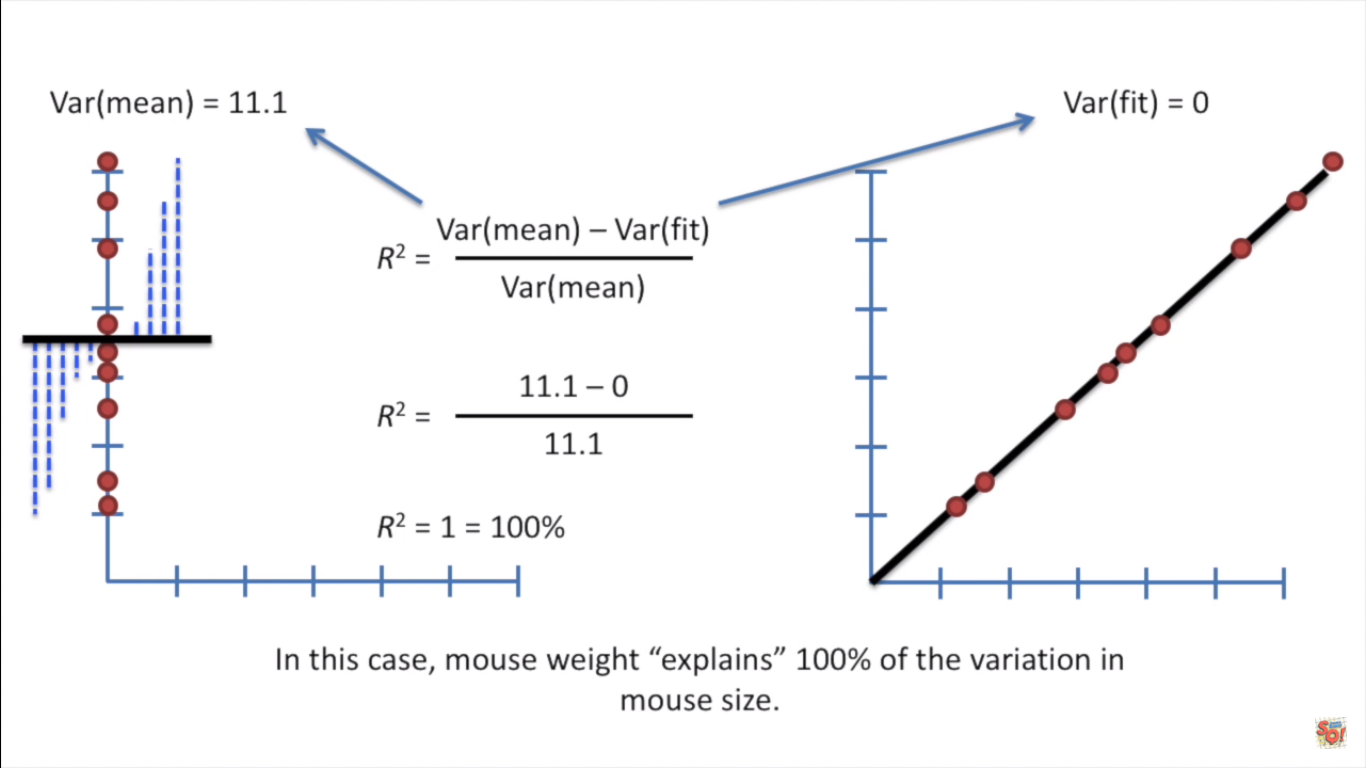 Var(mean) = 11.1
Var(fit) = 0
Var(mean) – Var(fit)
R² =
Var(mean)
11.1 – 0
R² =
11.1
R² = 1 = 100%
In this case, mouse weight “explains” 100% of the variation in
mouse size.
SQ!